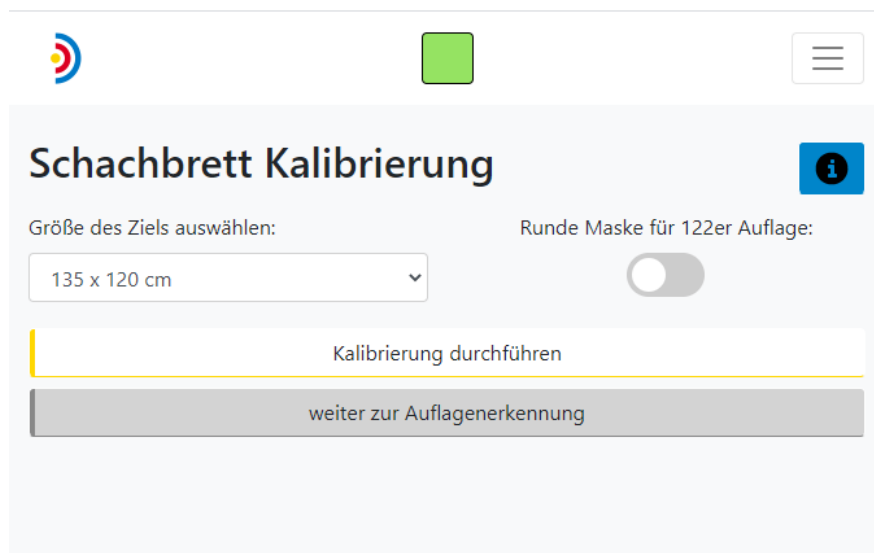 Schachbrett Kalibrierung
Größe des Ziels auswählen:
Runde Maske für 122er Auflage:
135 x 120 cm
Kalibrierung durchführen
weiter zur Auflagenerkennung